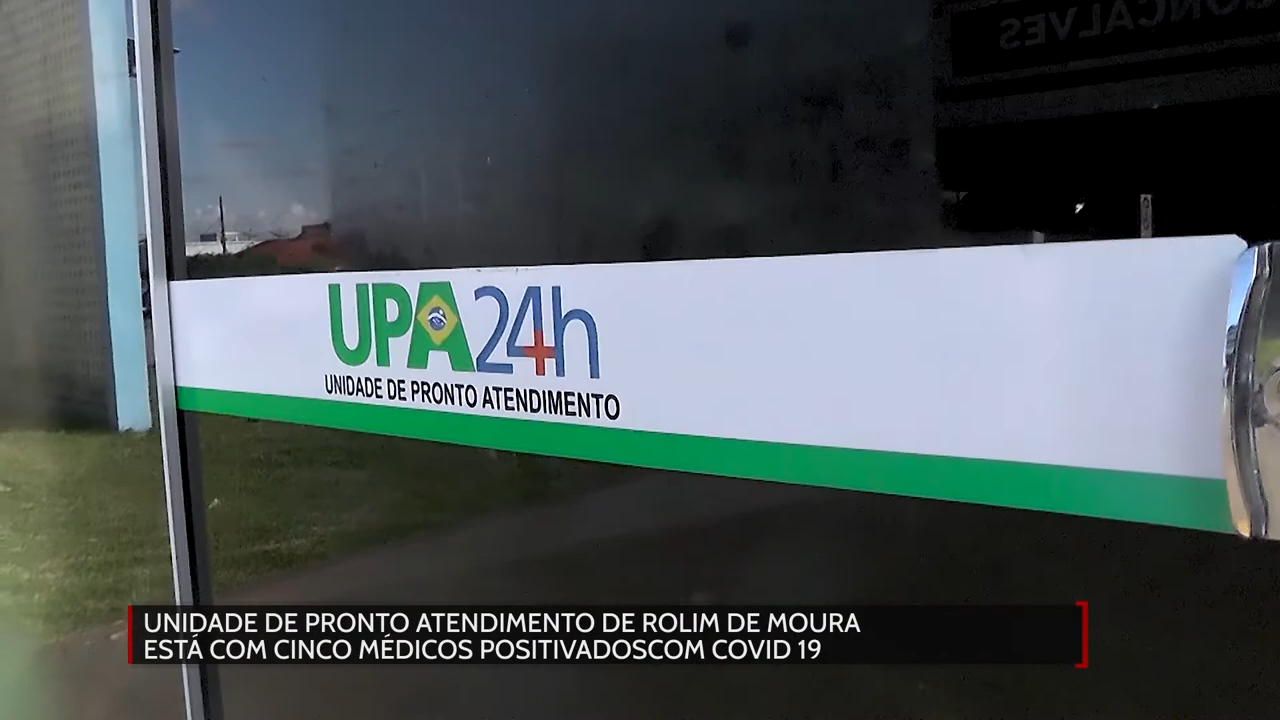 GONÇALVES
UPA24h
UNIDADE DE PRONTO ATENDIMENTO
UNIDADE DE PRONTO ATENDIMENTO DE ROLIM DE MOURA
ESTÁ COM CINCO MÉDICOS POSITIVADOSCOM COVID 19